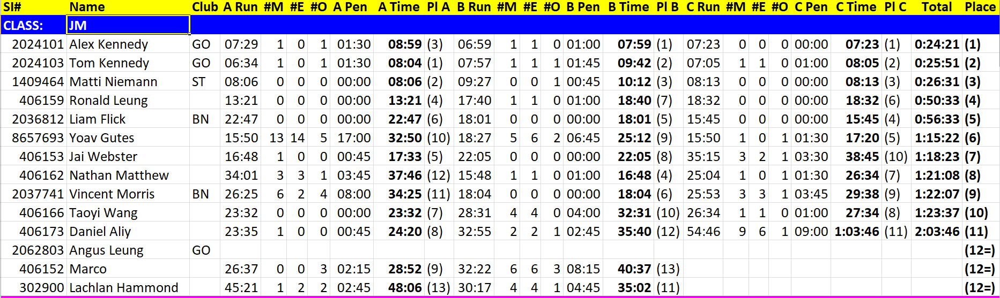 SI# Name Club A Run #M #E #O A Pen A Time Pl A B Run #M #E #O B Pen B Time Pl B C Run #M #E #O C Pen C Time Pl C Total Place
CLASS: JM
2024101 Alex Kennedy GO 07:29 1 0 1 01:30 08:59 (3) 06:59 1 1 0 01:00 07:59 (1) 07:23 0 0 0 00:00 07:23 (1) 0:24:21 (1)
2024103 Tom Kennedy GO 06:34 1 0 1 01:30 08:04 (1) 07:57 1 1 1 01:45 09:42 (2) 07:05 1 1 0 01:00 08:05 (2) 0:25:51 (2)
1409464 Matti Niemann ST 08:06 0 0 0 00:00 08:06 (2) 09:27 0 0 1 00:45 10:12 (3) 08:13 0 0 0 00:00 08:13 (3) 0:26:31 (3)
406159 Ronald Leung 13:21 0 0 0 00:00 13:21 (4) 17:40 1 1 0 01:00 18:40 (7) 18:32 0 0 0 00:00 18:32 (6) 0:50:33 (4)
2036812 Liam Flick BN 22:47 0 0 0 00:00 22:47 (6) 18:01 0 0 0 00:00 18:01 (5) 15:45 0 0 0 00:00 15:45 (4) 0:56:33 (5)
8657693 Yoav Gutes 15:50 13 14 5 17:00 32:50 (10) 18:27 5 6 2 06:45 25:12 (9) 15:50 1 0 1 01:30 17:20 (5) 1:15:22 (6)
406153 Jai Webster 16:48 1 0 0 00:45 17:33 (5) 22:05 0 0 0 00:00 22:05 (8) 35:15 3 2 1 03:30 38:45 (10) 1:18:23 (7)
406162 Nathan Matthew 34:01 3 3 1 03:45 37:46 (12) 15:48 1 1 0 01:00 16:48 (4) 25:04 1 0 1 01:30 26:34 (7) 1:21:08 (8)
2037741 Vincent Morris BN 26:25 6 2 4 08:00 34:25 (11) 18:04 0 0 0 00:00 18:04 (6) 25:53 3 3 1 03:45 29:38 (9) 1:22:07 (9)
406166 Taoyi Wang 23:32 0 0 0 00:00 23:32 (7) 28:31 4 4 0 04:00 32:31 (10) 26:34 1 1 0 01:00 27:34 (8) 1:23:37 (10)
406173 Daniel Aliy 23:35 1 0 0 00:45 24:20 (8) 32:55 2 2 1 02:45 35:40 (12) 54:46 9 6 1 09:00 1:03:46 (11) 2:03:46 (11)
2062803 Angus Leung GO (12=)
406152 Marco 26:37 0 0 3 02:15 28:52 (9) 32:22 6 6 3 08:15 40:37 (13) (12=)
302900 Lachlan Hammond 45:21 1 2 2 02:45 48:06 (13) 30:17 4 4 1 04:45 35:02 (11) (12=)